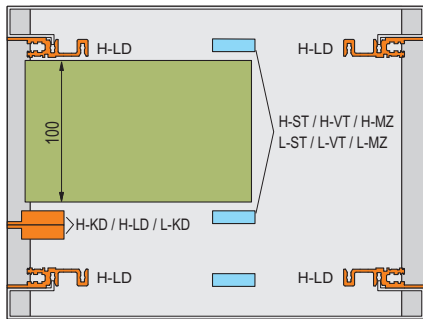 H-LD
H-LD
100
H-ST / H-VT / H-MZ
L-ST / L-VT / L-MZ
H-KD / H-LD / L-KD
H-LD
H-LD